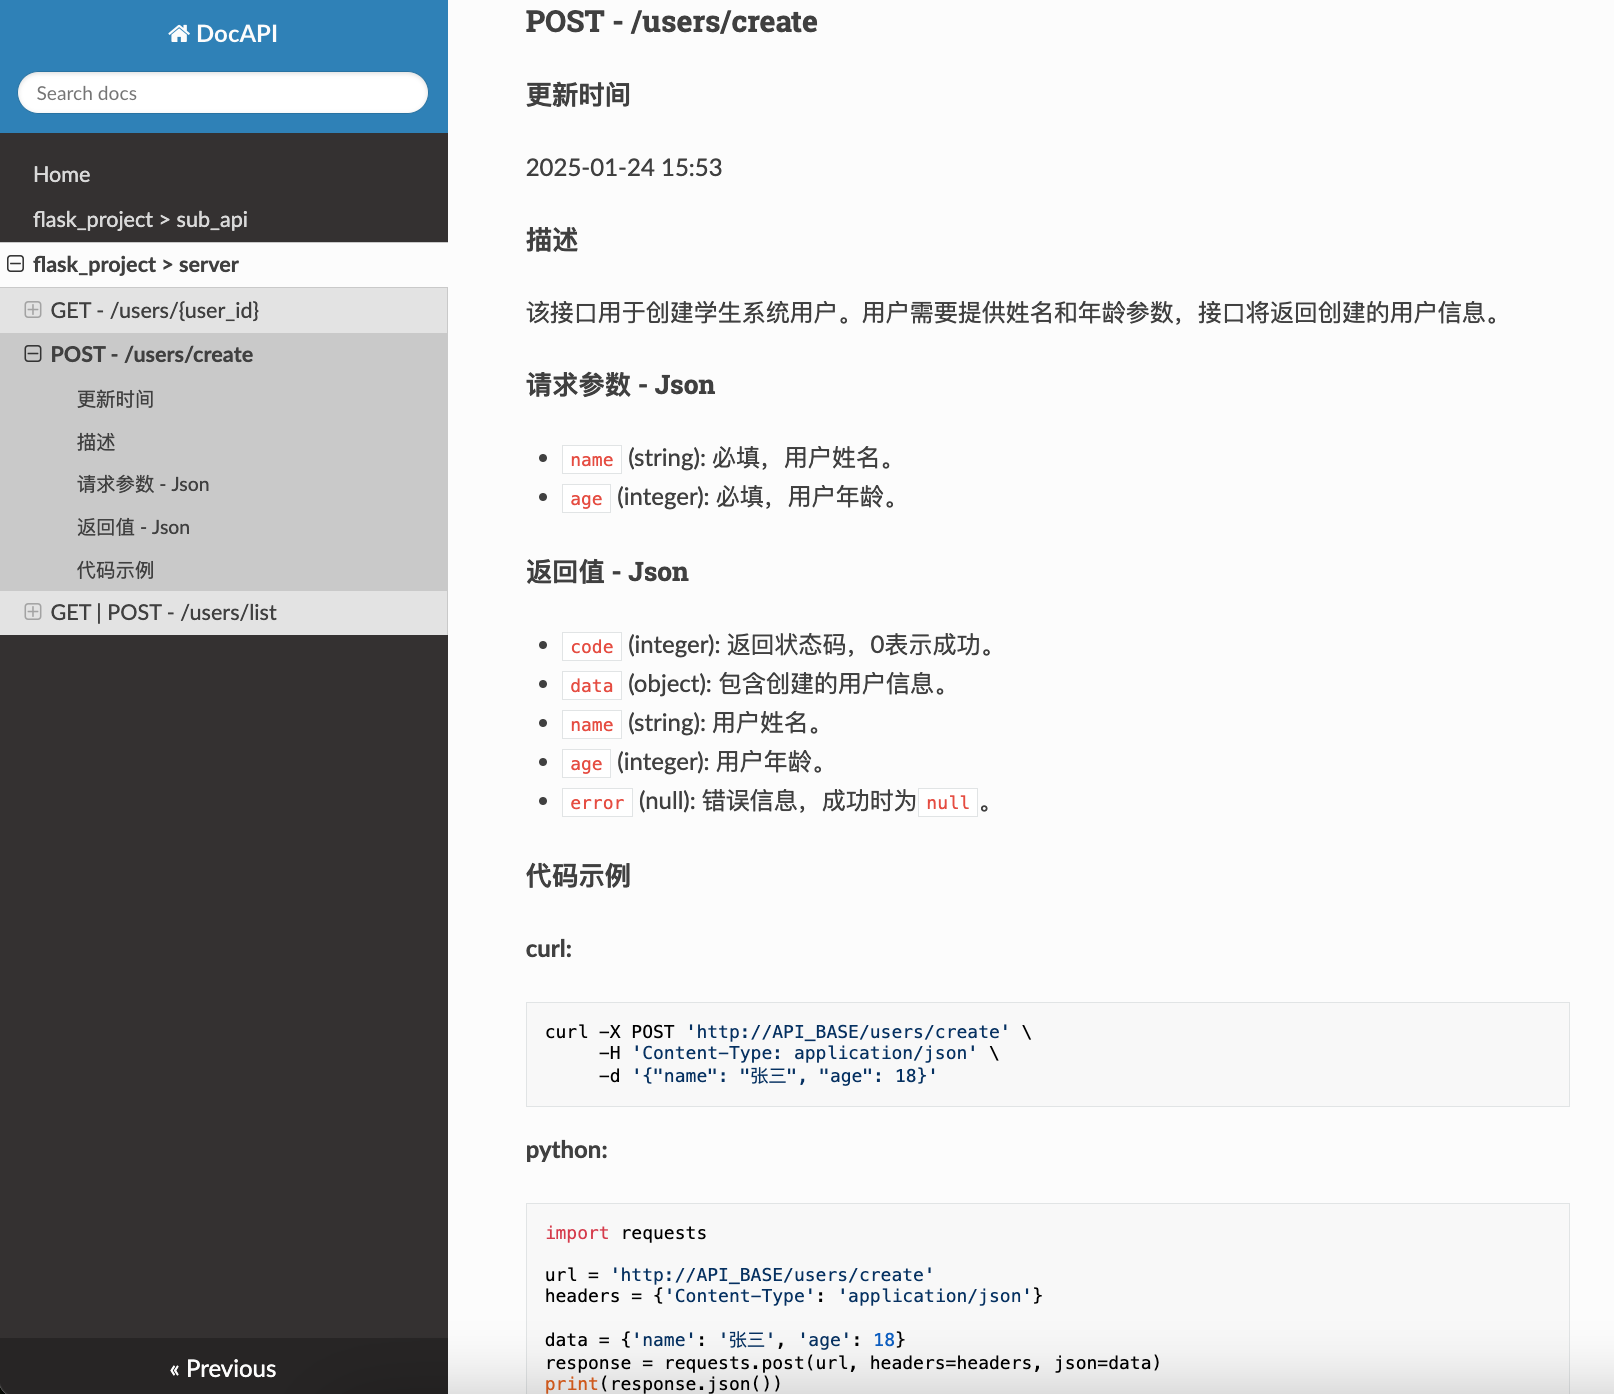 DocAPI
Search docs
Home
flask_project > sub_api
flask_project > server
GET - /users/{user_id}
POST - /users/create
更新时间
描述
请求参数 - Json
返回值 - Json
代码示例
GET | POST - /users/list
« Previous
POST - /users/create
更新时间
2025-01-24 15:53
描述
该接口用于创建学生系统用户。用户需要提供姓名和年龄参数，接口将返回创建的用户信息。
请求参数 - Json
name (string): 必填，用户姓名。
age (integer): 必填，用户年龄。
返回值 - Json
code (integer): 返回状态码，0表示成功。
data (object): 包含创建的用户信息。
name (string): 用户姓名。
age (integer): 用户年龄。
error (null): 错误信息，成功时为 null 。
代码示例
curl:
curl -X POST 'http://API_BASE/users/create' \
-H 'Content-Type: application/json' \
-d '{"name": "张三", "age": 18}'
python:
import requests
url = 'http://API_BASE/users/create'
headers = {'Content-Type': 'application/json'}
data = {'name': '张三', 'age': 18}
response = requests.post(url, headers=headers, json=data)
print(response.json())